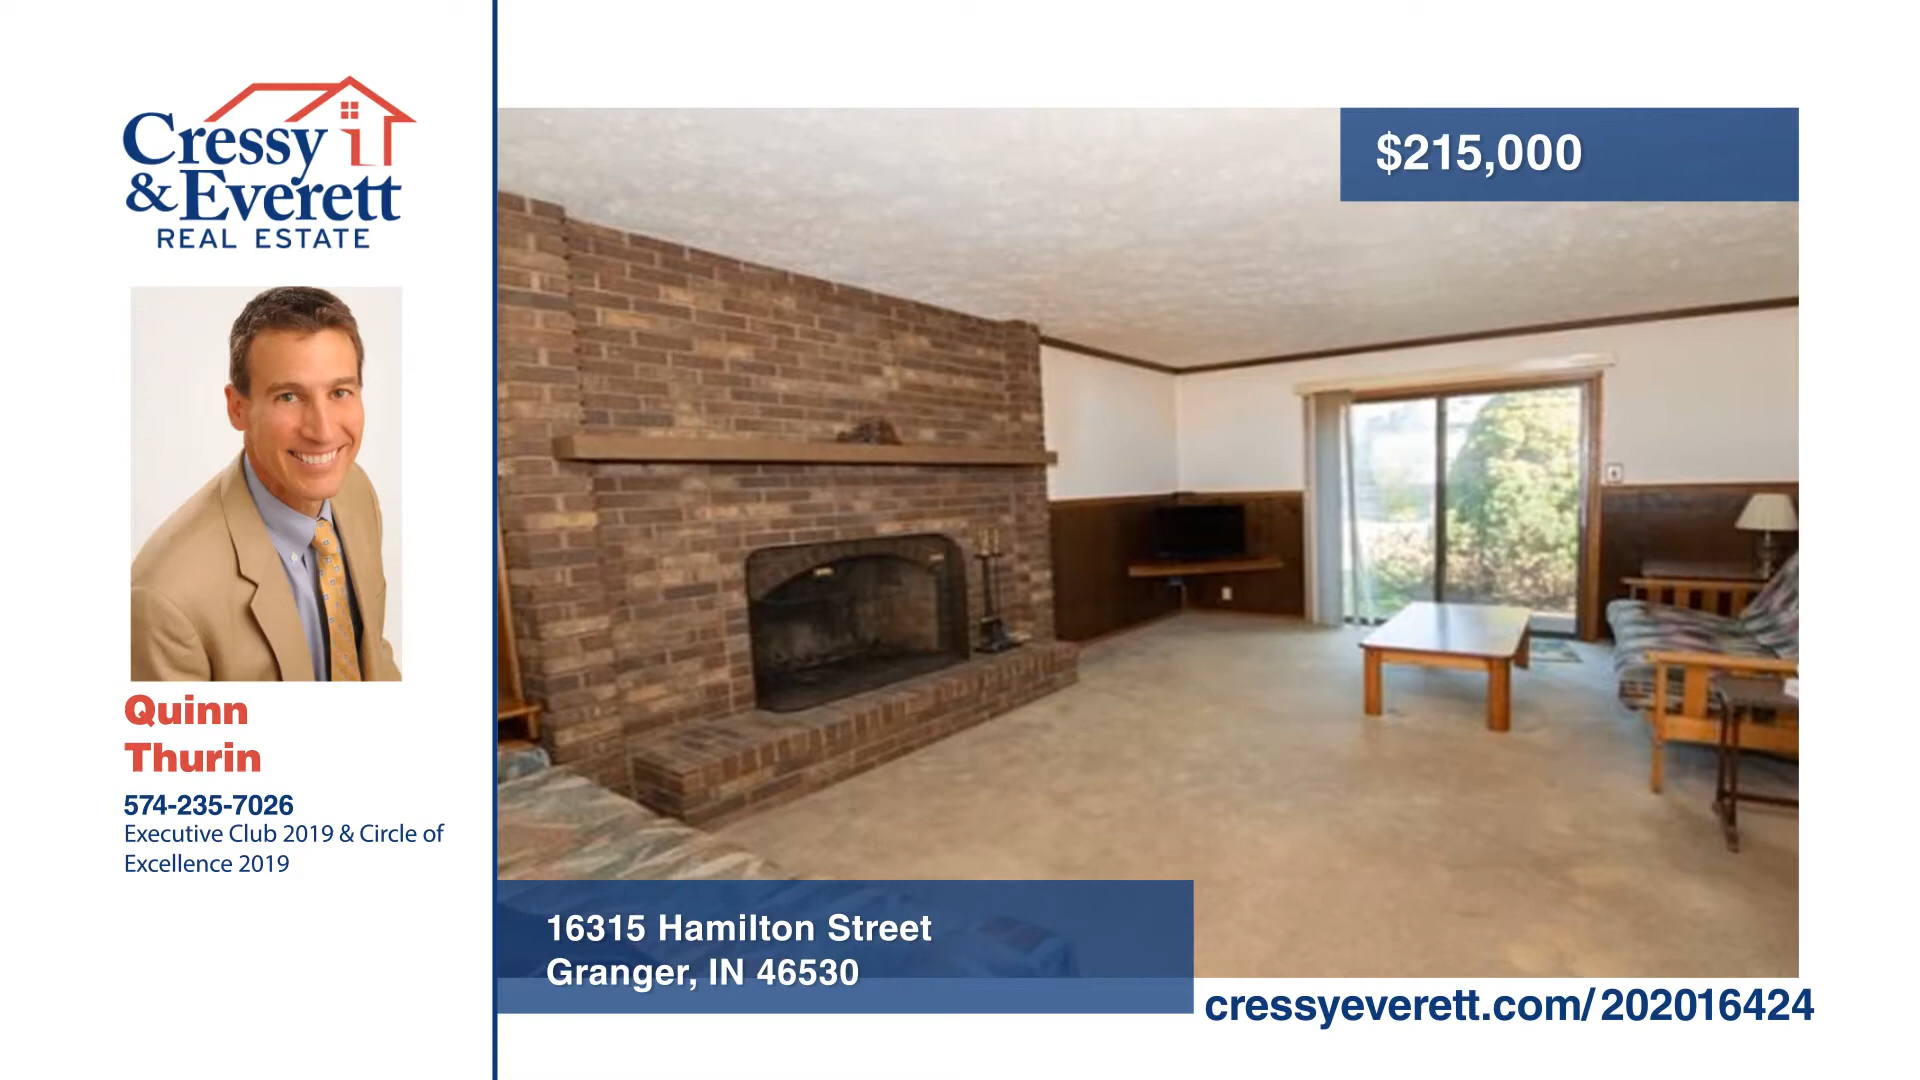 Cressy
& Everett
REAL ESTATE
Quinn
Thurin
574-235-7026
Executive Club 2019 & Circle of
Excellence 2019
$215,000
16315 Hamilton Street
Granger, IN 46530
cressyeverett.com/202016424